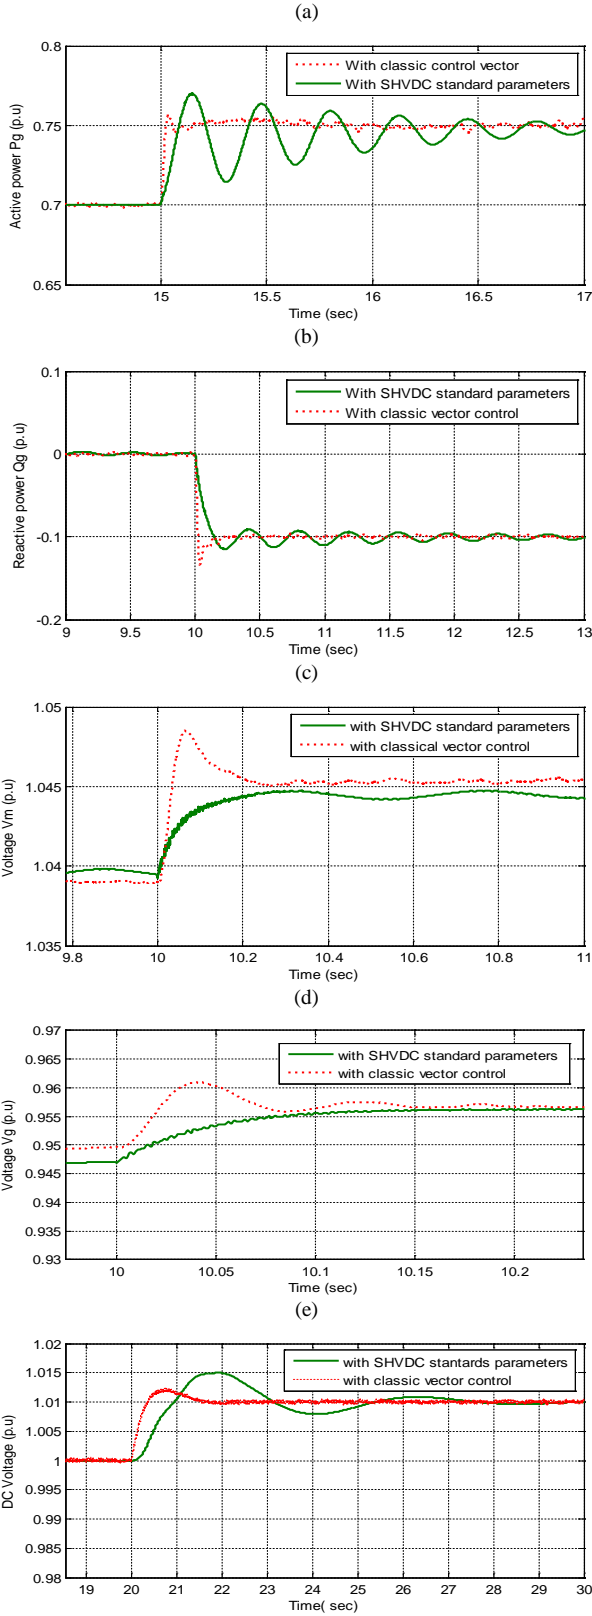 (a)
0.8
With classic control vector
With SHVDC standard parameters
0.75
Active power Pg (p.u)
0.7
0.65
15
15.5
16
16.5
17
Time (sec)
(b)
0.1
With SHVDC standard parameters
With classic vector control
0
Reactive power Qg (p.u)
-0.1
-0.2
9
9.5
10
10.5
11
11.5
12
12.5
13
Time (sec)
(c)
1.05
with SHVDC standard parameters
with classical vector control
1.045
Voltage Vm (p.u)
1.04
1.035
9.8
10
10.2
10.4
10.6
10.8
11
Time (sec)
(d)
0.97
0.965
with SHVDC standard parameters
with classic vector control
0.96
0.955
Voltage Vg (p.u)
0.95
0.945
0.94
0.935
0.93
10
10.05
10.1
10.15
10.2
Time (sec)
(e)
1.02
with SHVDC stantards parameters
with classic vector control
1.015
1.01
1.005
DC Voltage (p.u)
1
0.995
0.99
0.985
0.98
19
20
21
22
23
24
25
26
27
28
29
30
Time( sec)